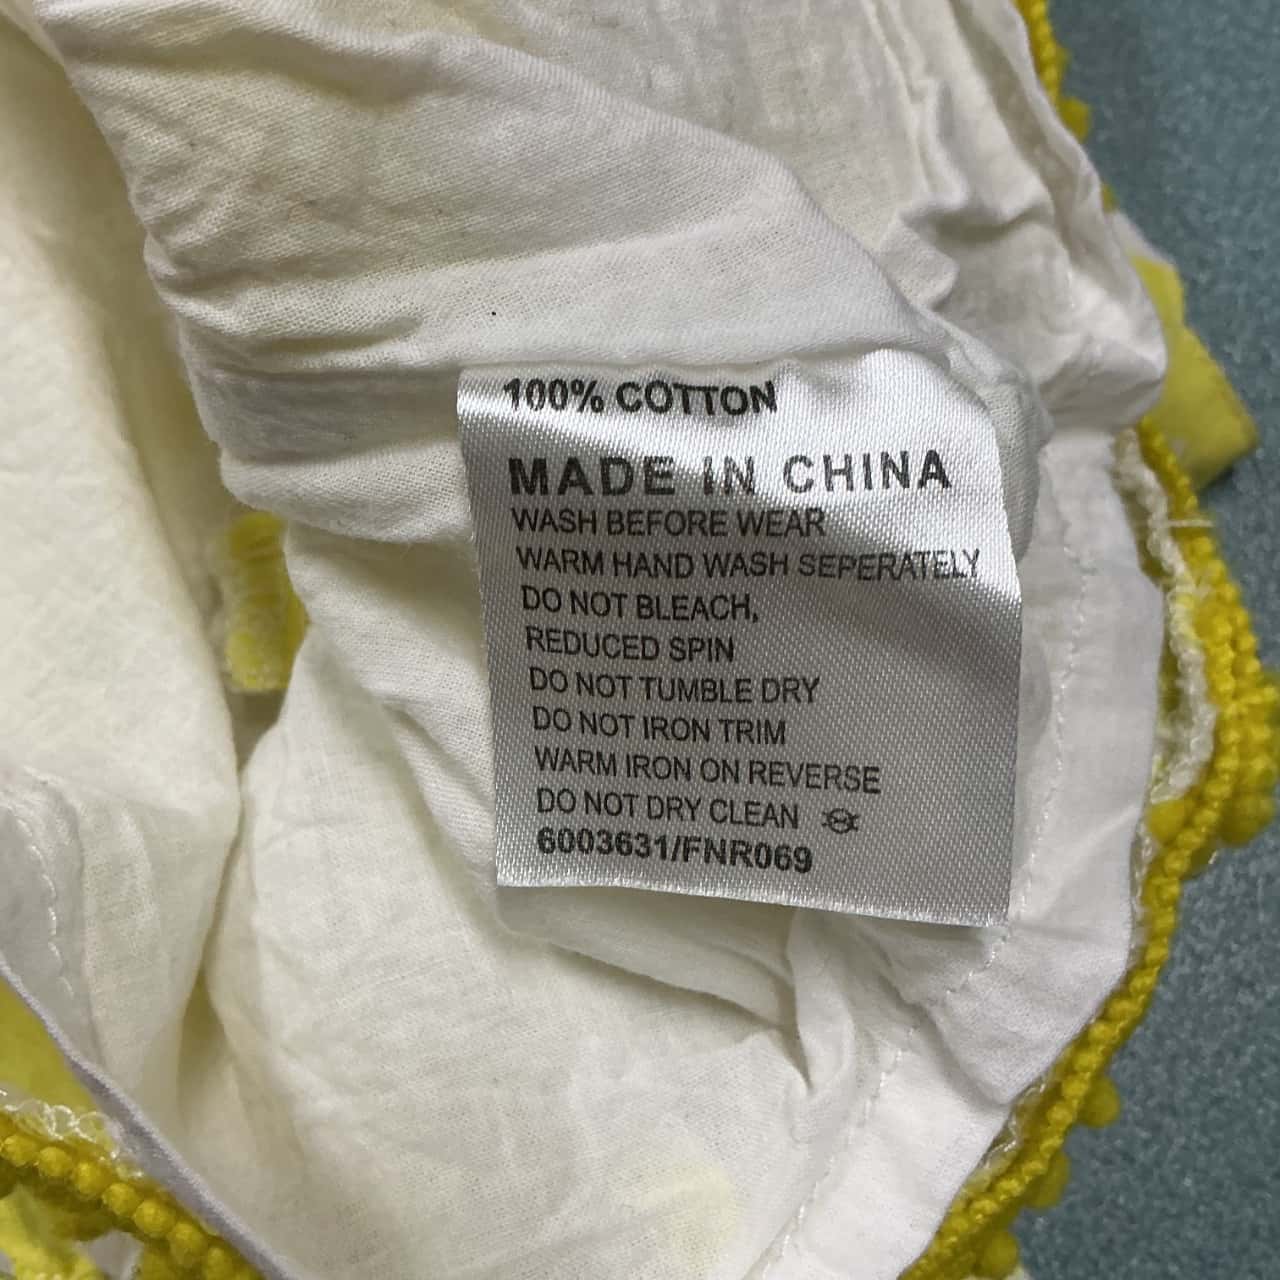 100% COTTON
MADE IN CHINA
WASH BEFORE WEAR
WARM HAND WASH SEPERATELY
DO NOT BLEACH,
REDUCED SPIN
DO NOT TUMBLE DRY
DO NOT IRON TRIM
WARM IRON ON REVERSE
DO NOT DRY CLEAN
6003631/FNR069